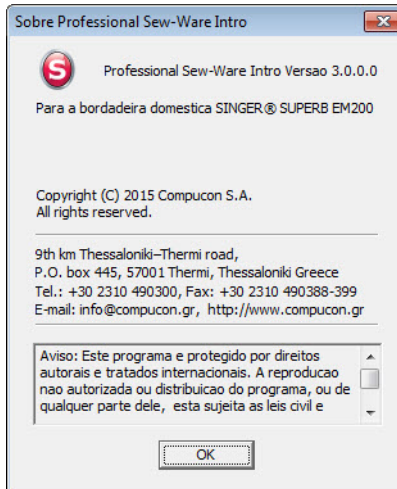 Sobre Professional Sew-Ware Intro
S
Professional Sew-Ware Intro Versao 3.0.0.0
Para a bordadeira domestica SINGER® SUPERB EM200
Copyright (C) 2015 Compucon S.A.
All rights reserved.
9th km Thessaloniki–Thermi road,
P.O. box 445, 57001 Thermi, Thessaloniki Greece
Tel.: +30 2310 490300, Fax: +30 2310 490388-399
E-mail: info@compucon.gr, http://www.compucon.gr
Aviso: Este programa e protegido por direitos
autorais e tratados internacionais. A reproducao
nao autorizada ou distribuicao do programa, ou de
qualquer parte dele, esta sujeita as leis civil e
OK